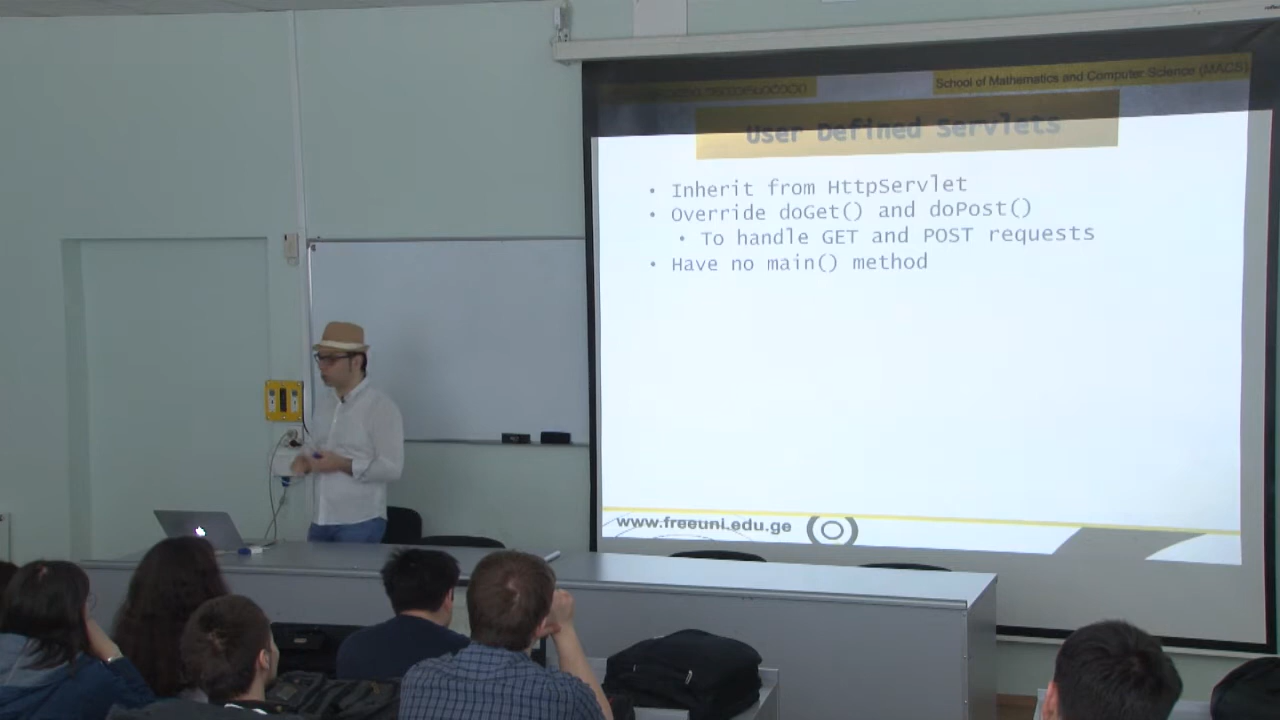 School of Mathematics and Computer Science (MACS)
User Defined Servlets
• Inherit from HttpServlet
• Override doGet() and doPost()
• To handle GET and POST requests
• Have no main() method
www.freeuni.edu.ge